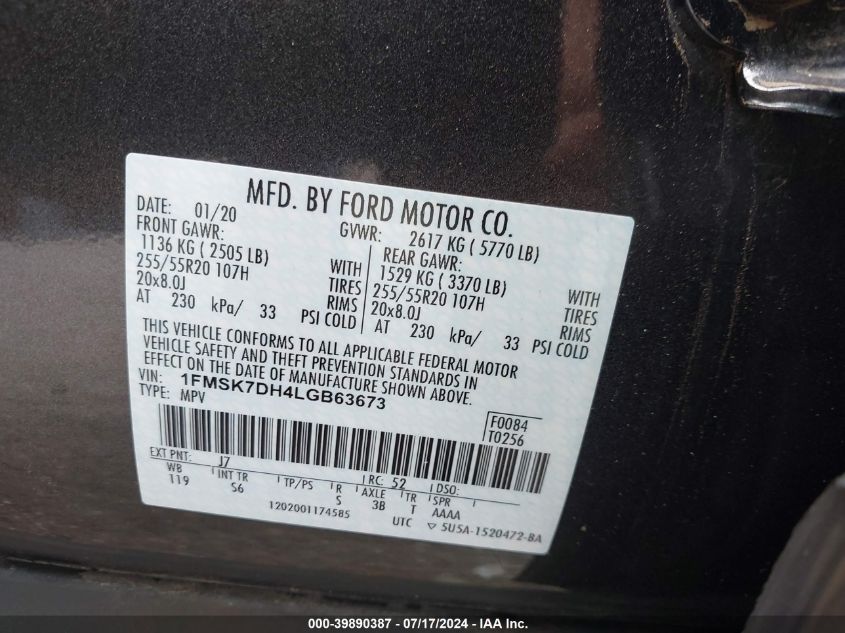 MFD. BY FORD MOTOR CO.
DATE: 01/20 GVWR: 2617 KG ( 5770 LB)
FRONT GAWR: REAR GAWR:
1136 KG ( 2505 LB) WITH 1529 KG ( 3370 LB) WITH
255/55R20 107H TIRES 255/55R20 107H TIRES
20x8.0J RIMS 20x8.0J RIMS
AT 230 kPa/ 33 PSI COLD AT 230 kPa/ 33 PSI COLD
THIS VEHICLE CONFORMS TO ALL APPLICABLE FEDERAL MOTOR
VEHICLE SAFETY AND THEFT PREVENTION STANDARDS IN
EFFECT ON THE DATE OF MANUFACTURE SHOWN ABOVE.
VIN: 1FMSK7DH4LGB63673
TYPE: MPV
F0084
T0256
EXT PNT: J7 RC: 52 DSO:
WB INT TR TP/PS R AXLE TR SPR
119 S6 S 3B T AAAA
1202001174585 UTC ▽ 5U5A-1520472-BA
000-39890387 - 07/17/2024 - IAA, Inc.